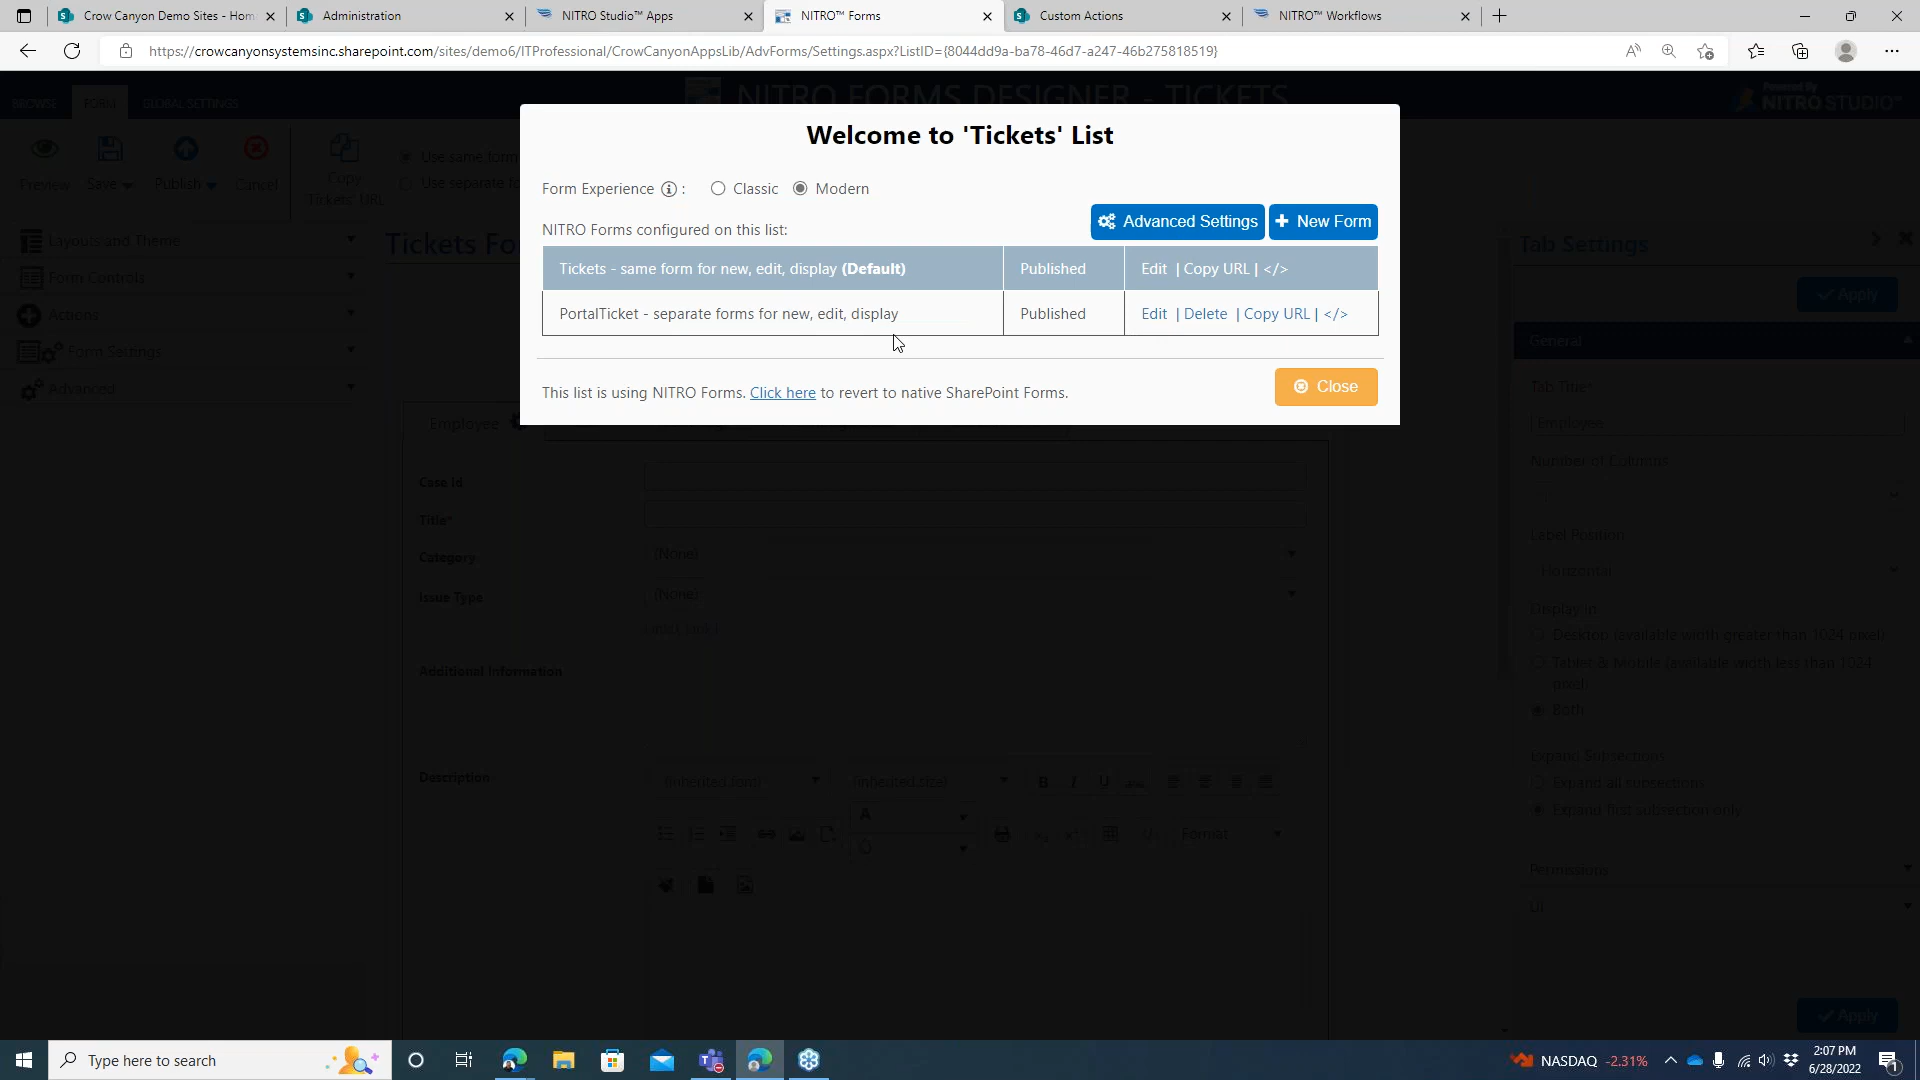 Crow Canyon Demo Sites - Hom
Administration
NITRO Studio™ Apps
NITRO™ Forms
Custom Actions
NITRO™ Workflows
https://crowcanyonsystemsinc.sharepoint.com/sites/demo6/ITProfessional/CrowCanyonAppsLib/AdvForms/Settings.aspx?ListID={8044dd9a-ba78-46d7-a247-46b275818519}
BROWSE FORM GLOBAL SETTINGS
NITRO FORMS DESIGNER - TICKETS
Powered By
NITRO STUDIO™
Preview Save Publish Cancel
Copy
'Tickets' URL
Use same form
Use separate fo
Welcome to 'Tickets' List
Form Experience : Classic Modern
NITRO Forms configured on this list:
Advanced Settings
New Form
Tickets - same form for new, edit, display (Default) Published Edit | Copy URL | </>
PortalTicket - separate forms for new, edit, display Published Edit | Delete | Copy URL | </>
This list is using NITRO Forms. Click here to revert to native SharePoint Forms.
Close
Layouts and Theme
Form Controls
Actions
Form Settings
Advanced
Tickets Fo
Employee
Case Id
Title*
Category (None)
Issue Type (None)
Additional Information
Description
(inherited font) (inherited size) B I U abc
A
Format
Tab Settings
Apply
General
Tab Title*
Employee
Number of Columns
Label Position
Horizontal
Display in
Desktop (available width greater than 1024 pixel)
Tablet & Mobile (available width less than 1024
pixel)
Both
Expand Subsections
Expand all subsections
Expand first subsection only
Permissions
UI
Apply
Type here to search
NASDAQ -2.31%
2:07 PM
6/28/2022
1